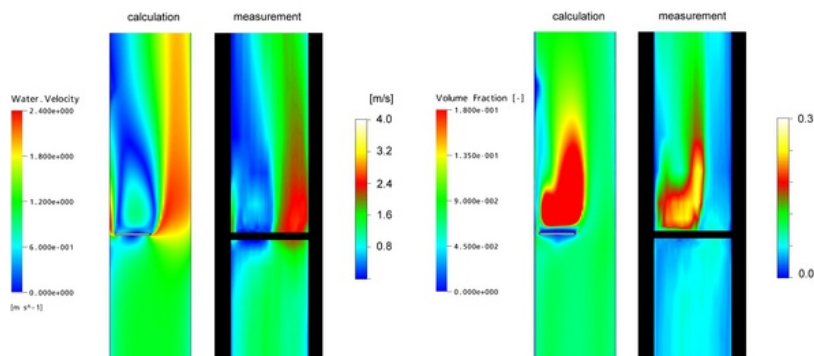 calculation measurement
calculation measurement
Water.Velocity
2.400e+000
1.800e+000
1.200e+000
6.000e-001
0.000e+000
[m s^-1]
[m/s]
4.0
3.2
2.4
1.6
0.8
Volume Fraction [-]
1.800e-001
1.350e-001
9.000e-002
4.500e-002
0.000e+000
0.3
0.0